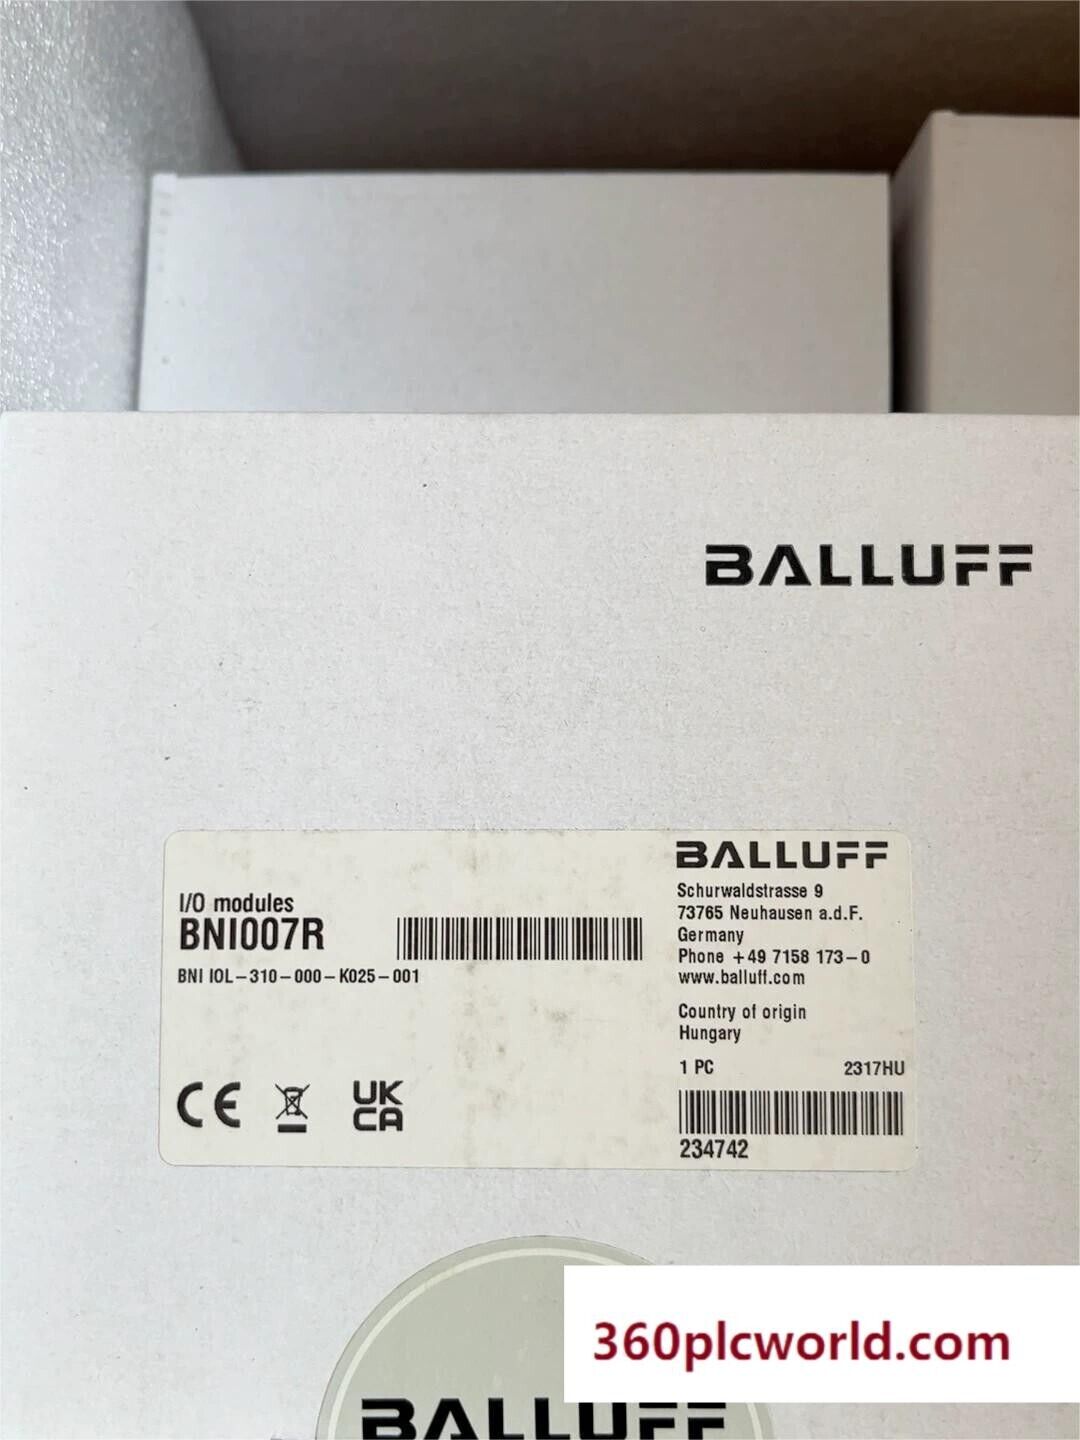 BALLUFF
BALLUFF
I/O modules
BNI007R
BNI IOL-310-000-K025-001
Schurwaldstrasse 9
73765 Neuhausen a.d.F.
Germany
Phone +49 7158 173-0
www.balluff.com
Country of origin
Hungary
1 PC 2317HU
234742
CE
UK
CA
360plcworld.com
BALLUFF